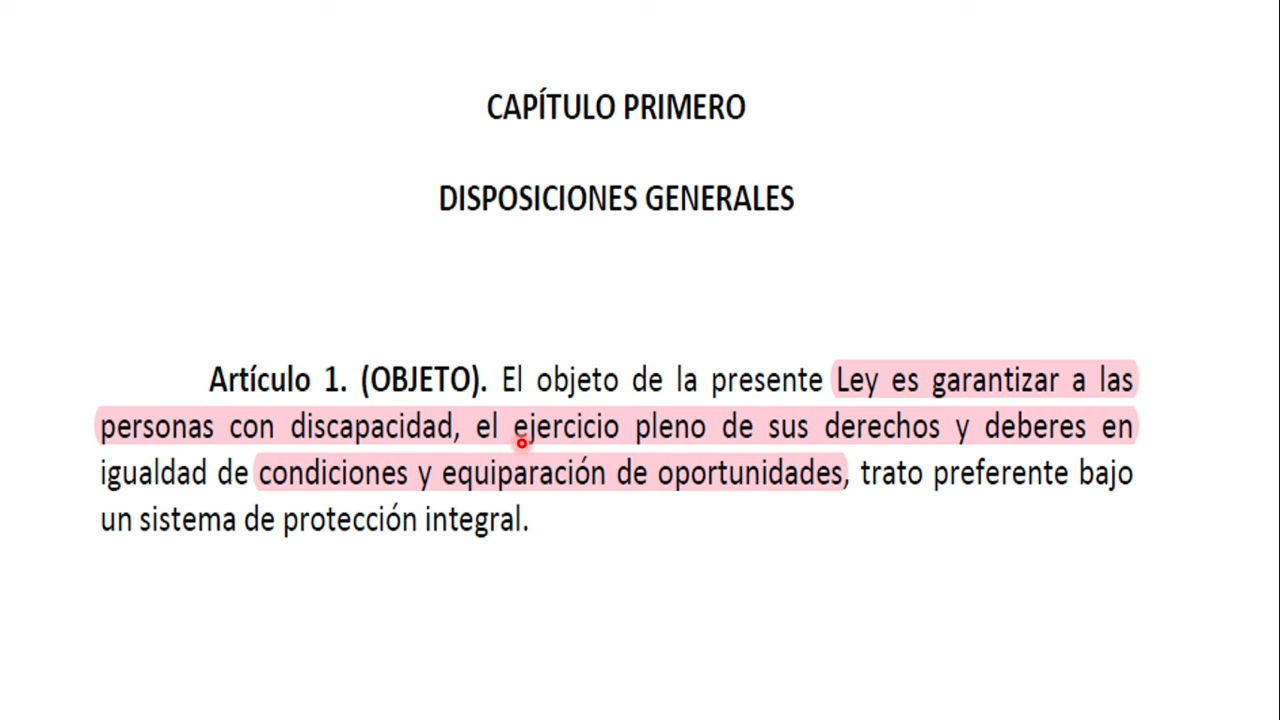 CAPÍTULO PRIMERO
DISPOSICIONES GENERALES
Artículo 1. (OBJETO). El objeto de la presente Ley es garantizar a las
personas con discapacidad, el ejercicio pleno de sus derechos y deberes en
igualdad de condiciones y equiparación de oportunidades, trato preferente bajo
un sistema de protección integral.